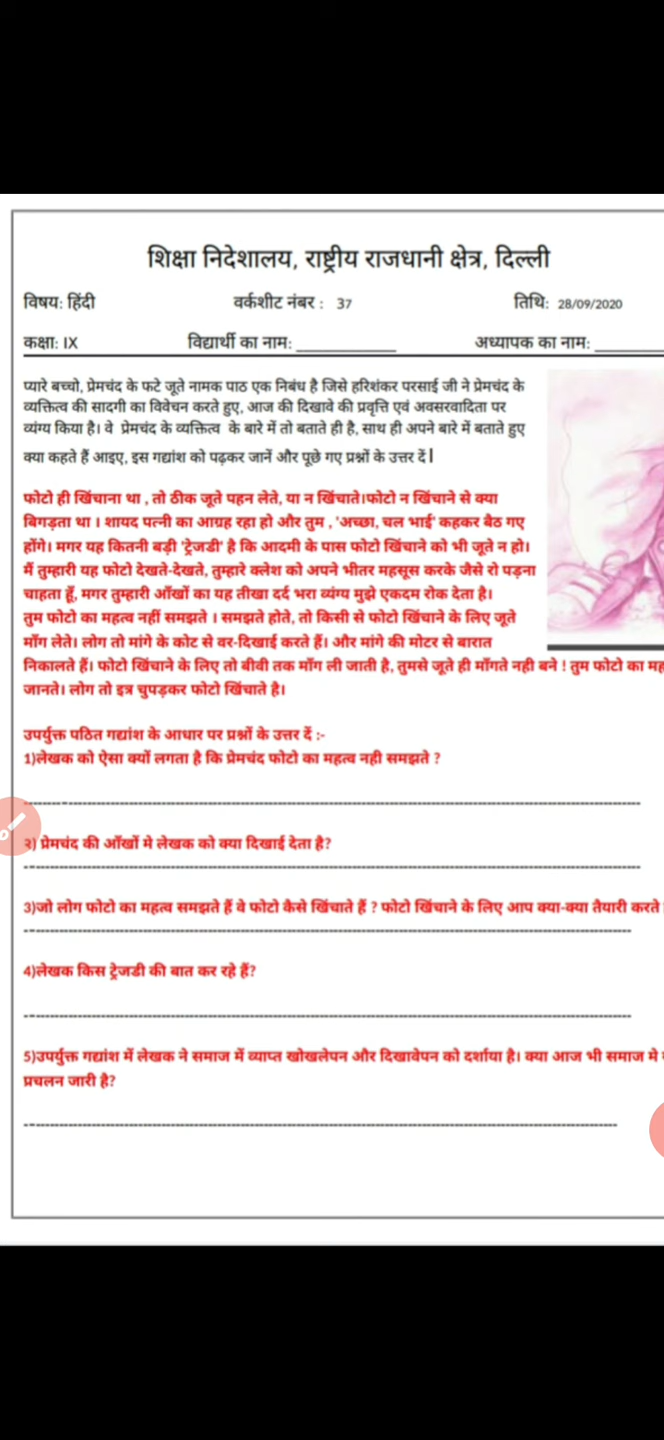 शिक्षा निदेशालय, राष्ट्रीय राजधानी क्षेत्र, दिल्ली
विषय: हिंदी वर्कशीट नंबर : 37 तिथि: 28/09/2020
कक्षा: IX विद्यार्थी का नाम: ____________ अध्यापक का नाम: ________
प्यारे बच्चो, प्रेमचंद के फटे जूते नामक पाठ एक निबंध है जिसे हरिशंकर परसाई जी ने प्रेमचंद के
व्यक्तित्व की सादगी का विवेचन करते हुए, आज की दिखावे की प्रवृत्ति एवं अवसरवादिता पर
व्यंग्य किया है। वे प्रेमचंद के व्यक्तित्व के बारे में तो बताते ही है, साथ ही अपने बारे में बताते हुए
क्या कहते हैं आइए, इस गद्यांश को पढ़कर जानें और पूछे गए प्रश्नों के उत्तर दें|
फोटो ही खिंचाना था , तो ठीक जूते पहन लेते, या न खिंचाते।फोटो न खिंचाने से क्या
बिगड़ता था । शायद पत्नी का आग्रह रहा हो और तुम , 'अच्छा, चल भाई' कहकर बैठ गए
होंगे। मगर यह कितनी बड़ी 'ट्रेजडी' है कि आदमी के पास फोटो खिंचाने को भी जूते न हो।
मैं तुम्हारी यह फोटो देखते-देखते, तुम्हारे क्लेश को अपने भीतर महसूस करके जैसे रो पड़ना
चाहता हूँ, मगर तुम्हारी आँखों का यह तीखा दर्द भरा व्यंग्य मुझे एकदम रोक देता है।
तुम फोटो का महत्व नहीं समझते । समझते होते, तो किसी से फोटो खिंचाने के लिए जूते
माँग लेते। लोग तो मांगे के कोट से वर-दिखाई करते हैं। और मांगे की मोटर से बारात
निकालते हैं। फोटो खिंचाने के लिए तो बीवी तक माँग ली जाती है, तुमसे जूते ही माँगते नही बने ! तुम फोटो का मह
जानते। लोग तो इत्र चुपड़कर फोटो खिंचाते है।
उपर्युक्त पठित गद्यांश के आधार पर प्रश्नों के उत्तर दें :-
1)लेखक को ऐसा क्यों लगता है कि प्रेमचंद फोटो का महत्व नही समझते ?
२) प्रेमचंद की आँखों मे लेखक को क्या दिखाई देता है?
3)जो लोग फोटो का महत्व समझते हैं वे फोटो कैसे खिंचाते हैं ? फोटो खिंचाने के लिए आप क्या-क्या तैयारी करते
4)लेखक किस ट्रेजडी की बात कर रहे हैं?
5)उपर्युक्त गद्यांश में लेखक ने समाज में व्याप्त खोखलेपन और दिखावेपन को दर्शाया है। क्या आज भी समाज मे
प्रचलन जारी है?